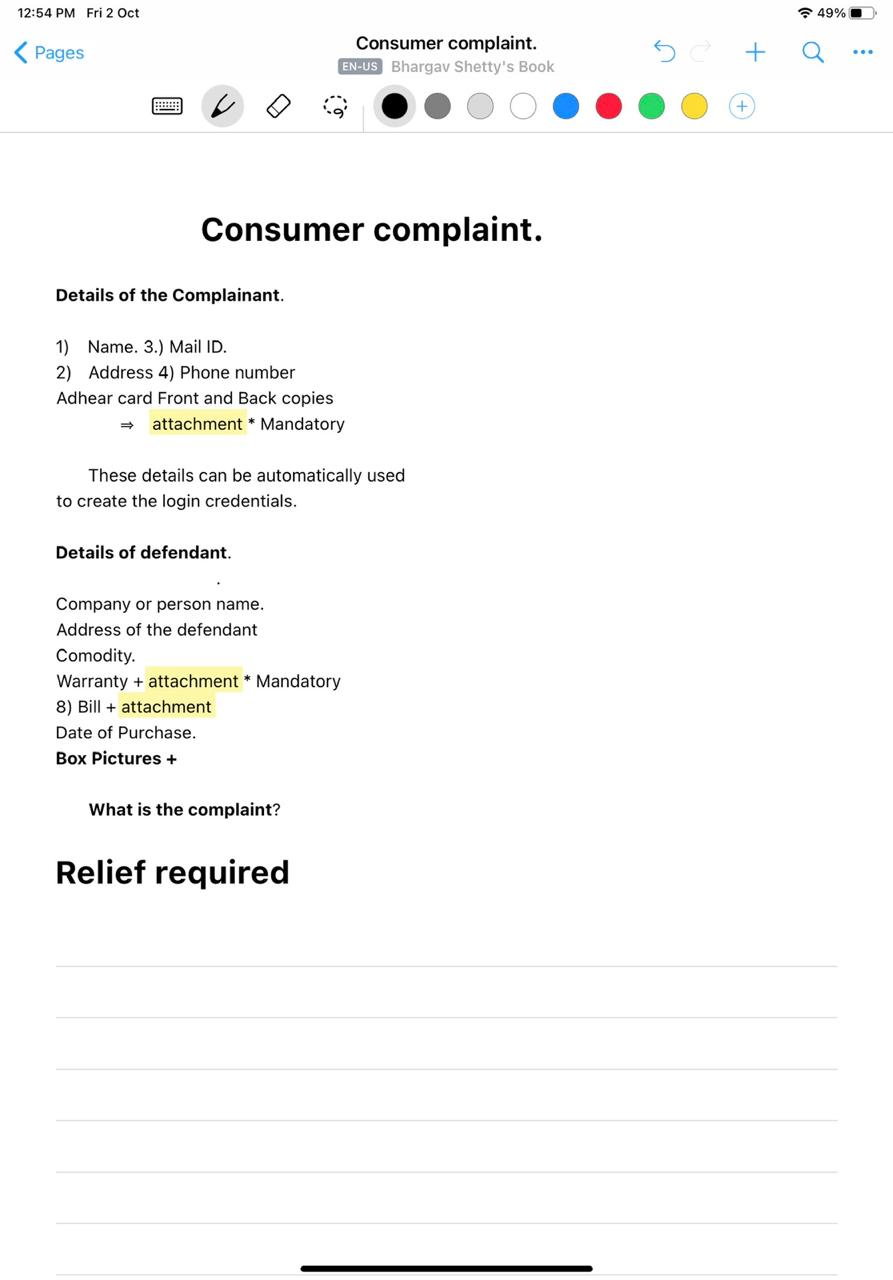 12:54 PM Fri 2 Oct 49%
Pages
Consumer complaint.
EN-US Bhargav Shetty's Book
Consumer complaint.
Details of the Complainant.
1) Name. 3.) Mail ID.
2) Address 4) Phone number
Adhear card Front and Back copies
⇒ attachment * Mandatory
These details can be automatically used
to create the login credentials.
Details of defendant.
.
Company or person name.
Address of the defendant
Comodity.
Warranty + attachment * Mandatory
8) Bill + attachment
Date of Purchase.
Box Pictures +
What is the complaint?
Relief required